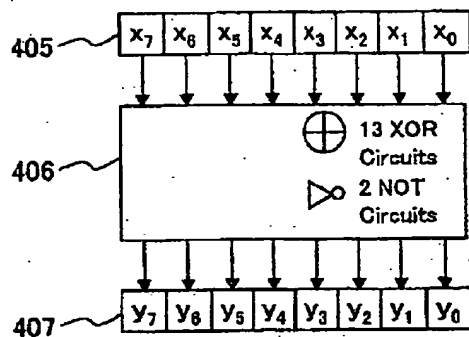 405 x₇ x₆ x₅ x₄ x₃ x₂ x₁ x₀
13 XOR
Circuits
406
2 NOT
Circuits
407 y₇ y₆ y₅ y₄ y₃ y₂ y₁ y₀